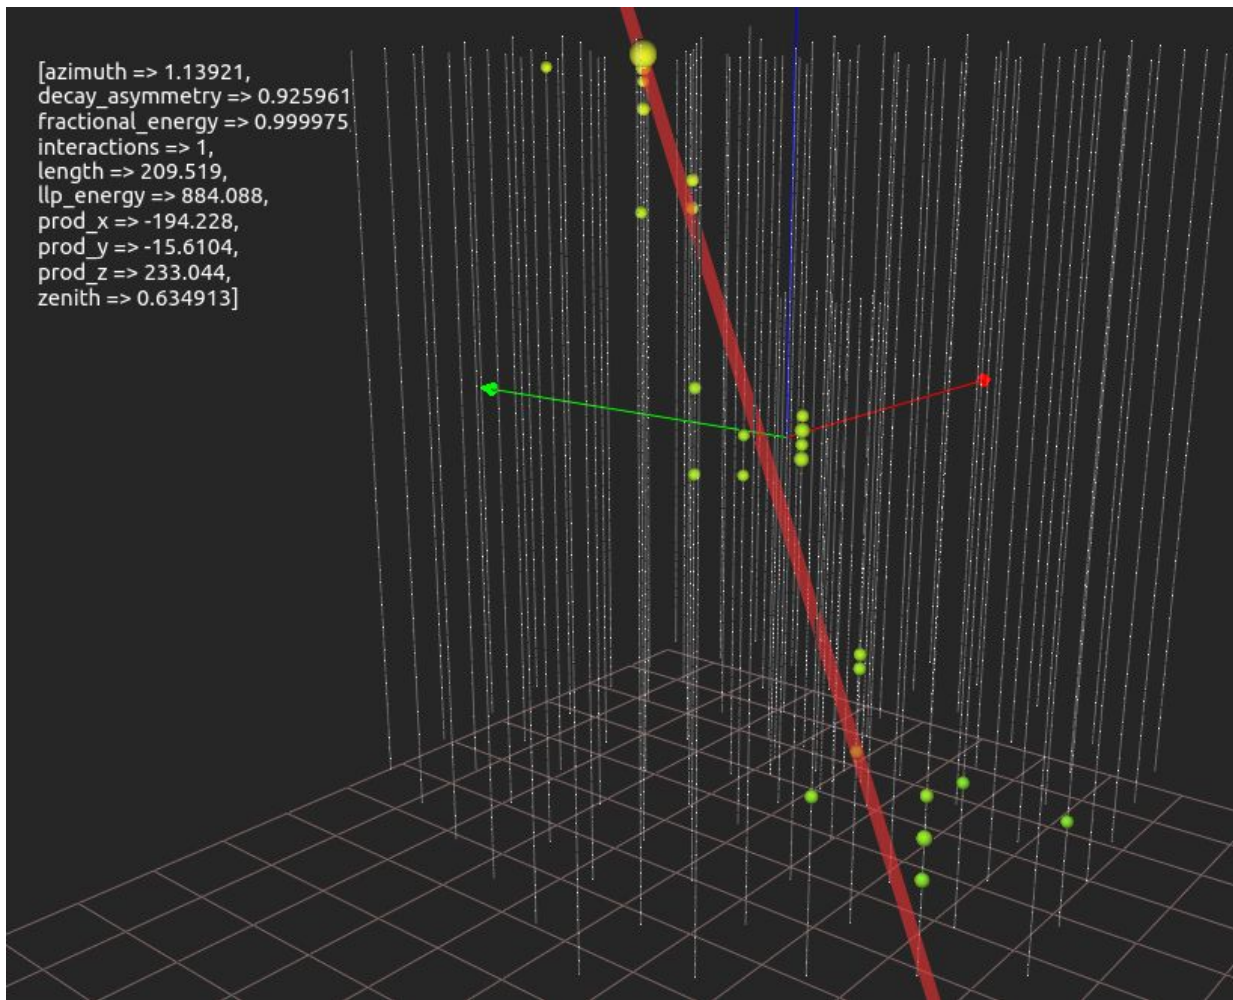 [azimuth => 1.13921,
decay_asymmetry => 0.925961
fractional_energy => 0.999975,
interactions => 1,
length => 209.519,
llp_energy => 884.088,
prod_x => -194.228,
prod_y => -15.6104,
prod_z => 233.044,
zenith => 0.634913]